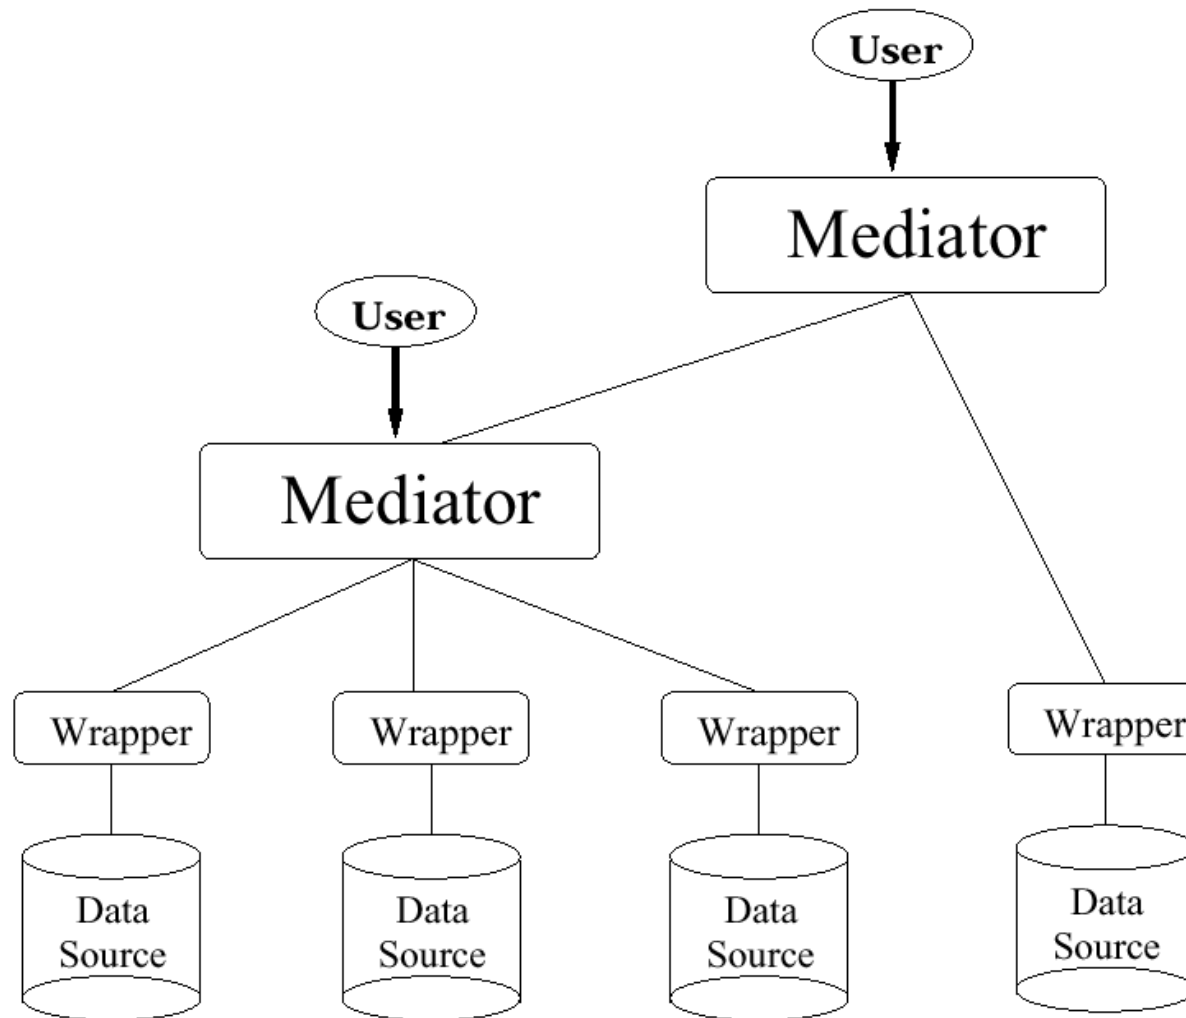 User
Mediator
User
Mediator
Wrapper
Wrapper
Wrapper
Wrapper
Data
Source
Data
Source
Data
Source
Data
Source